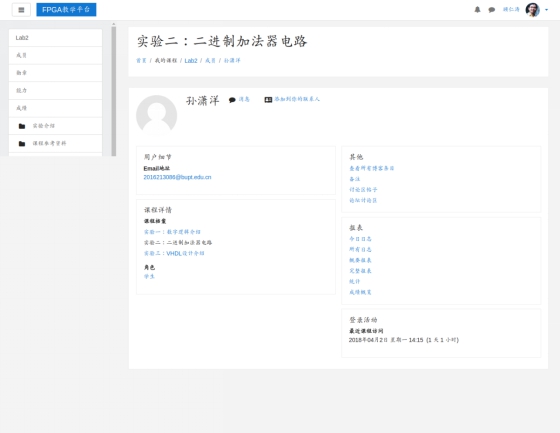 FPGA教学平台
Lab2
成员
勋章
能力
成绩
实验介绍
课程参考资料
实验二：二进制加法器电路
首页 / 我的课程 / Lab2 / 成员 / 孙潇洋
孙潇洋
消息
添加到您的联系人
用户细节
Email地址
2016213086@bupt.edu.cn
课程详情
课程档案
实验一：数字逻辑介绍
实验二：二进制加法器电路
实验三：VHDL设计介绍
角色
学生
其他
查看所有博客条目
备注
讨论区帖子
论坛讨论区
报表
今日日志
所有日志
概要报表
完整报表
统计
成绩概览
登录活动
最近课程访问
2018年04月2日 星期一 14:15 (1 天 1 小时)